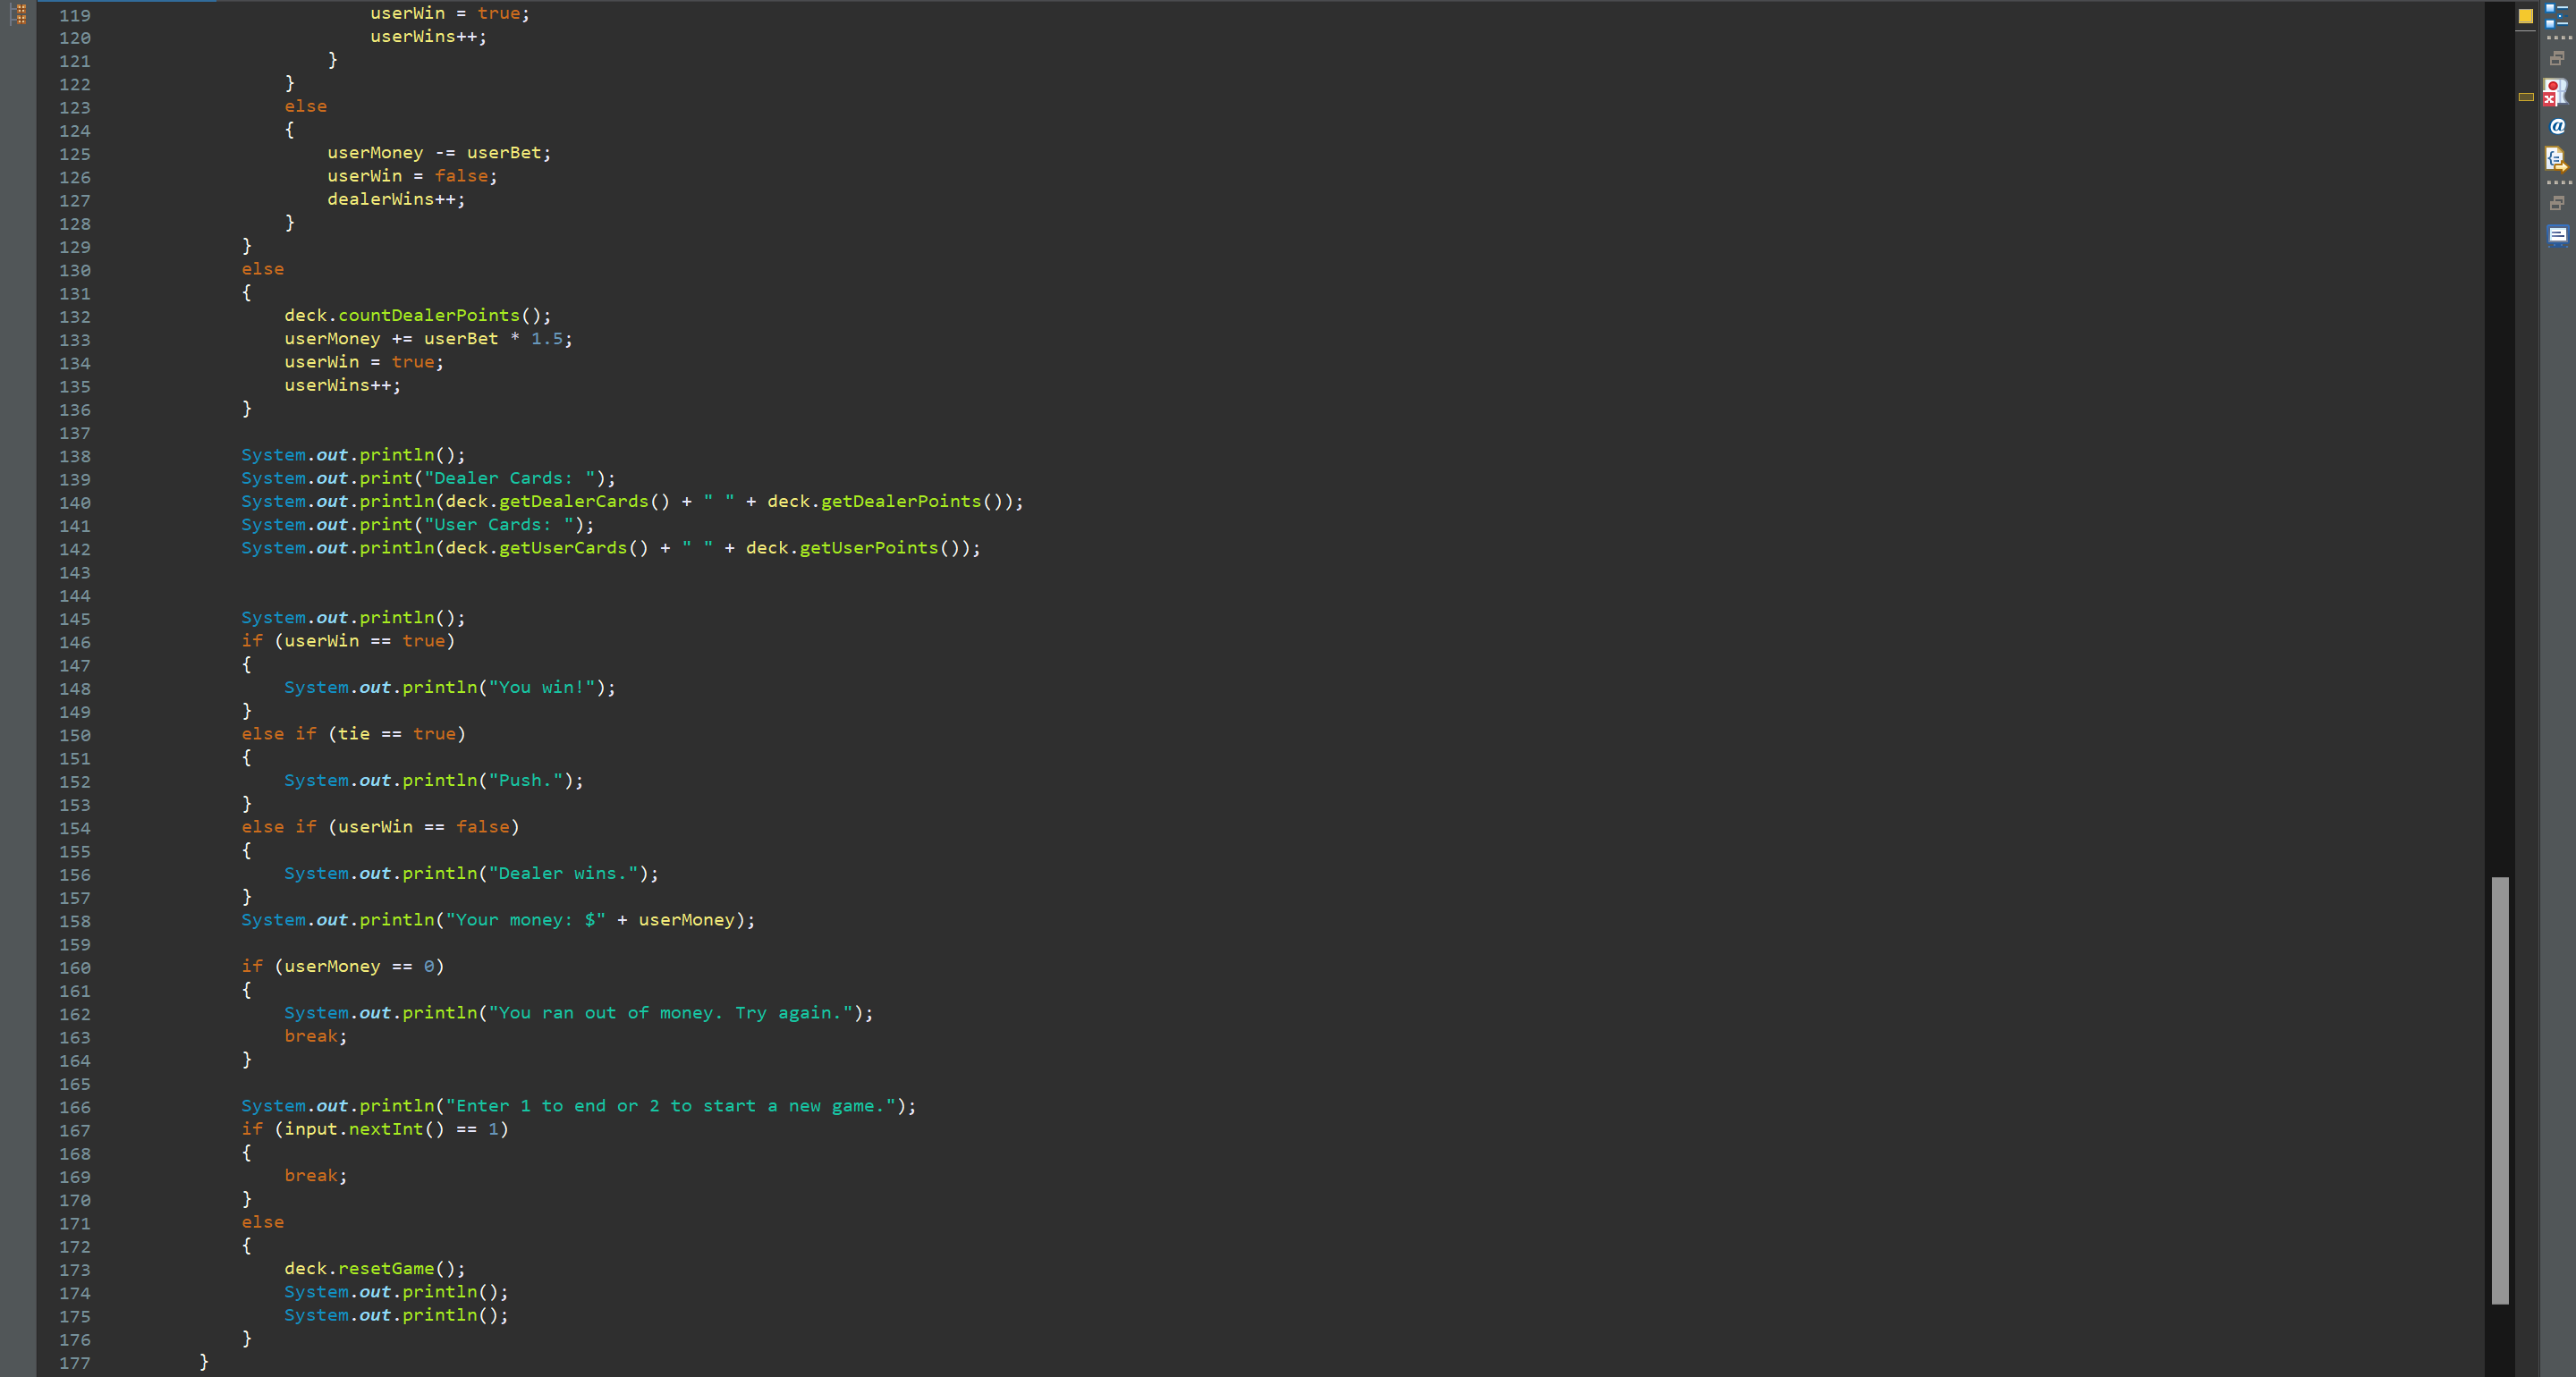 119 userWin = true;
120 userWins++;
121 }
122 }
123 else
124 {
125 userMoney -= userBet;
126 userWin = false;
127 dealerWins++;
128 }
129 }
130 else
131 {
132 deck.countDealerPoints();
133 userMoney += userBet * 1.5;
134 userWin = true;
135 userWins++;
136 }
137
138 System.out.println();
139 System.out.print("Dealer Cards: ");
140 System.out.println(deck.getDealerCards() + " " + deck.getDealerPoints());
141 System.out.print("User Cards: ");
142 System.out.println(deck.getUserCards() + " " + deck.getUserPoints());
143
144
145 System.out.println();
146 if (userWin == true)
147 {
148 System.out.println("You win!");
149 }
150 else if (tie == true)
151 {
152 System.out.println("Push.");
153 }
154 else if (userWin == false)
155 {
156 System.out.println("Dealer wins.");
157 }
158 System.out.println("Your money: $" + userMoney);
159
160 if (userMoney == 0)
161 {
162 System.out.println("You ran out of money. Try again.");
163 break;
164 }
165
166 System.out.println("Enter 1 to end or 2 to start a new game.");
167 if (input.nextInt() == 1)
168 {
169 break;
170 }
171 else
172 {
173 deck.resetGame();
174 System.out.println();
175 System.out.println();
176 }
177 }